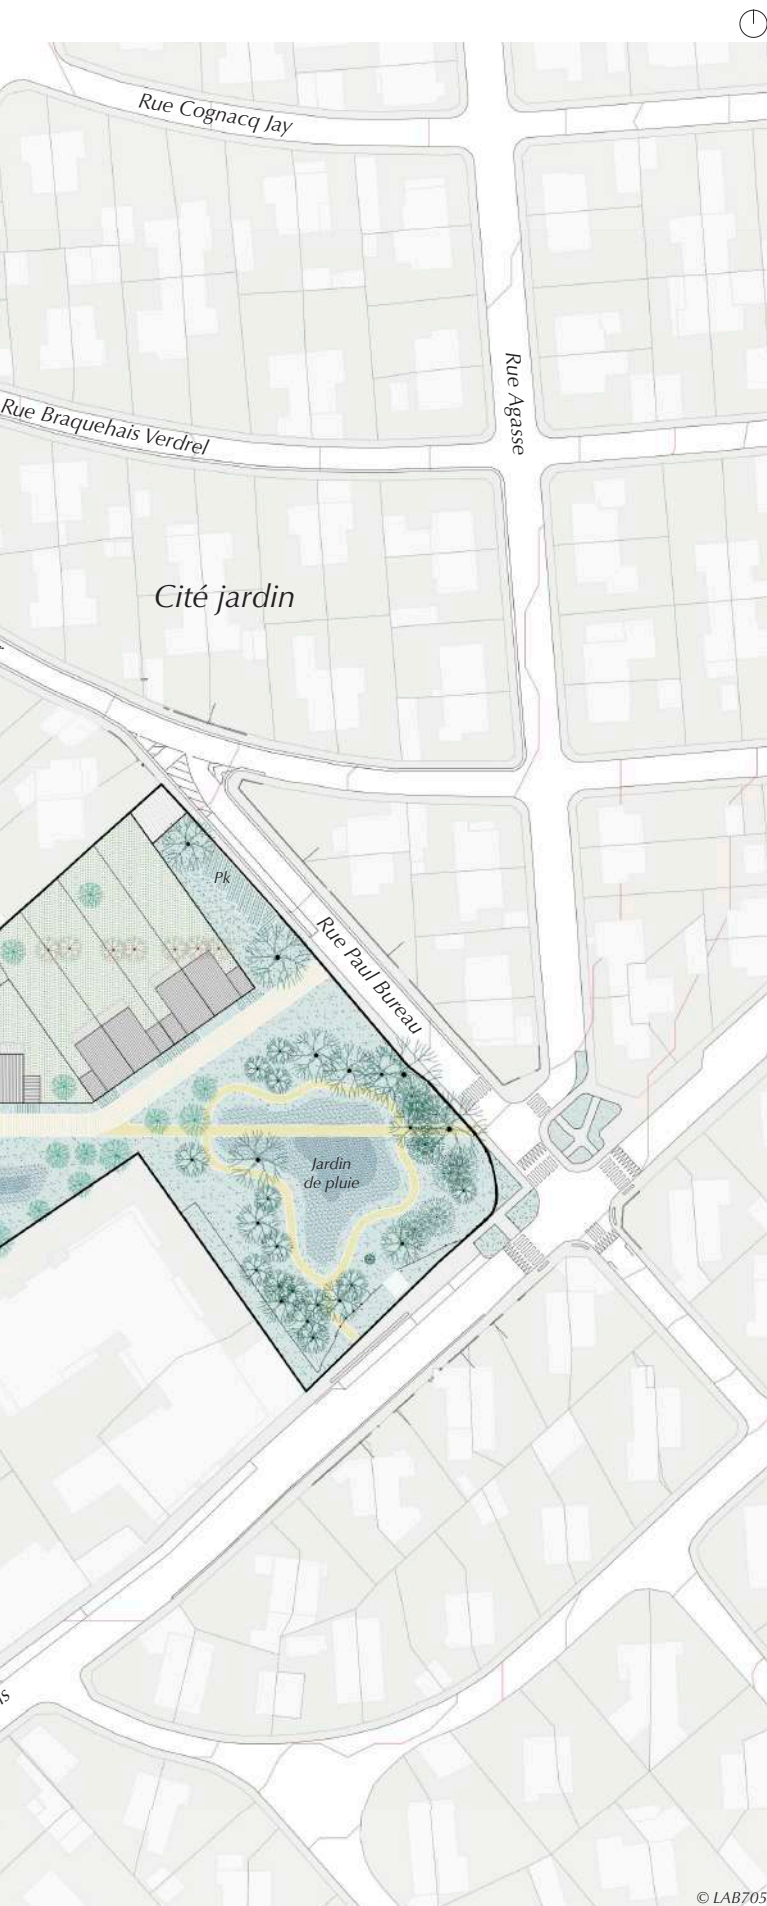 Rue Cognacq Jay
Rue Agasse
Rue Braquehais Verdrel
Cité jardin
Pk
Rue Paul Bureau
Jardin
de pluie
© LAB705